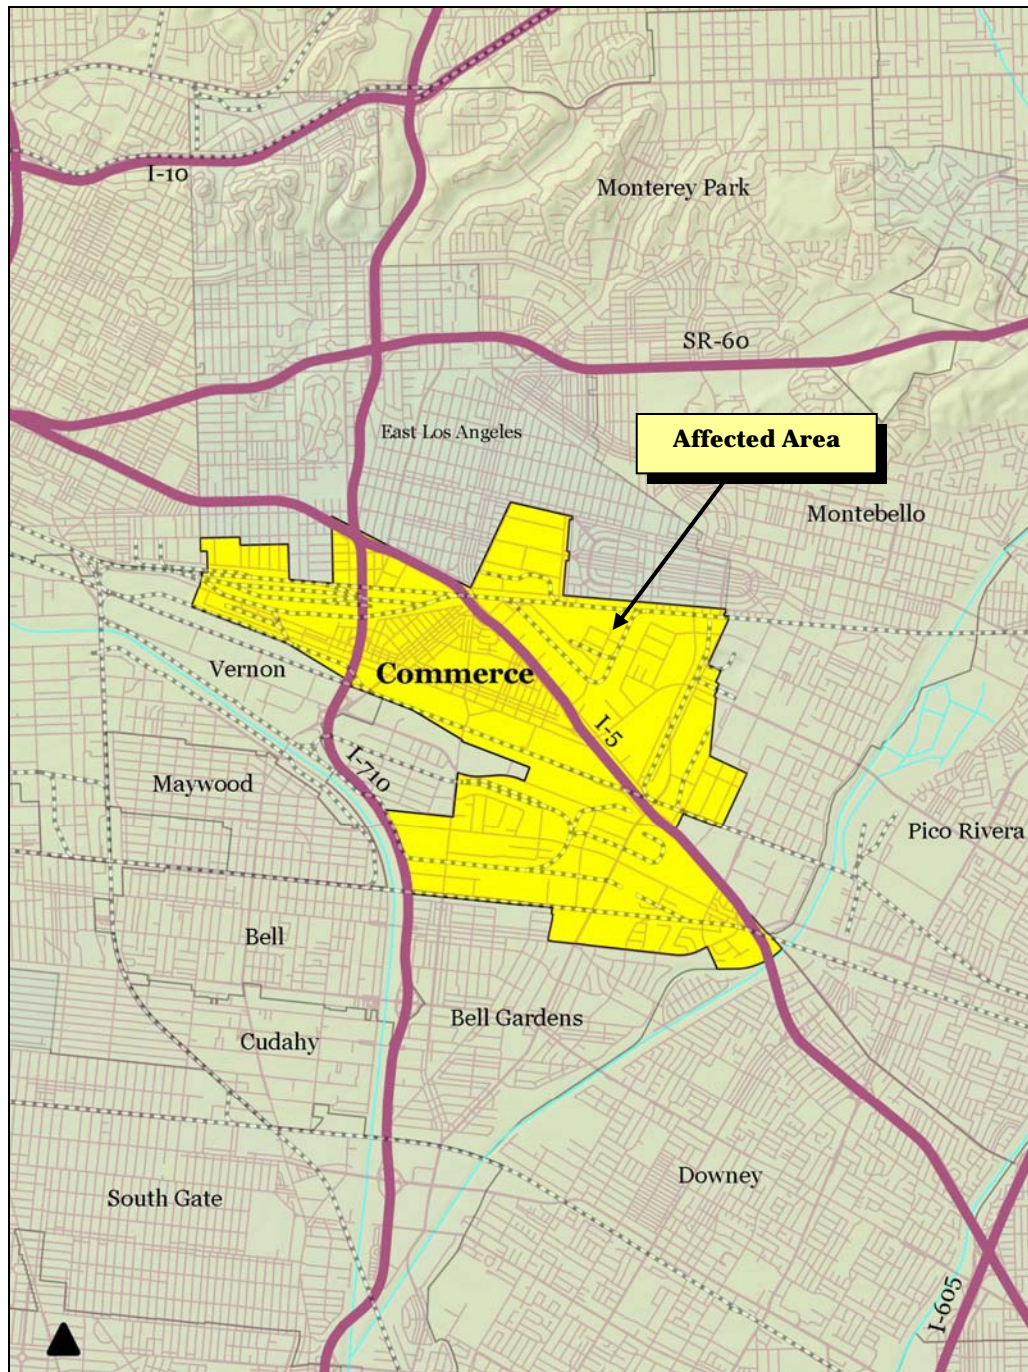 I-10
Monterey Park
SR-60
East Los Angeles
Affected Area
Montebello
Vernon
Commerce
I-5
I-710
Maywood
Pico Rivera
Bell
Bell Gardens
Cudahy
Downey
South Gate
I-605